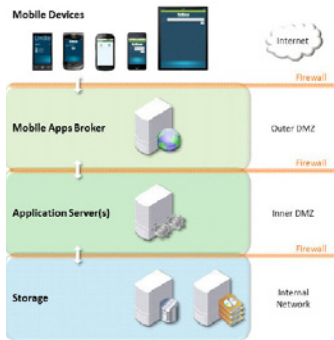 Mobile Devices
Internet
Firewall
Mobile Apps Broker
Outer DMZ
Firewall
Application Server(s)
Inner DMZ
Firewall
Storage
Internal
Network